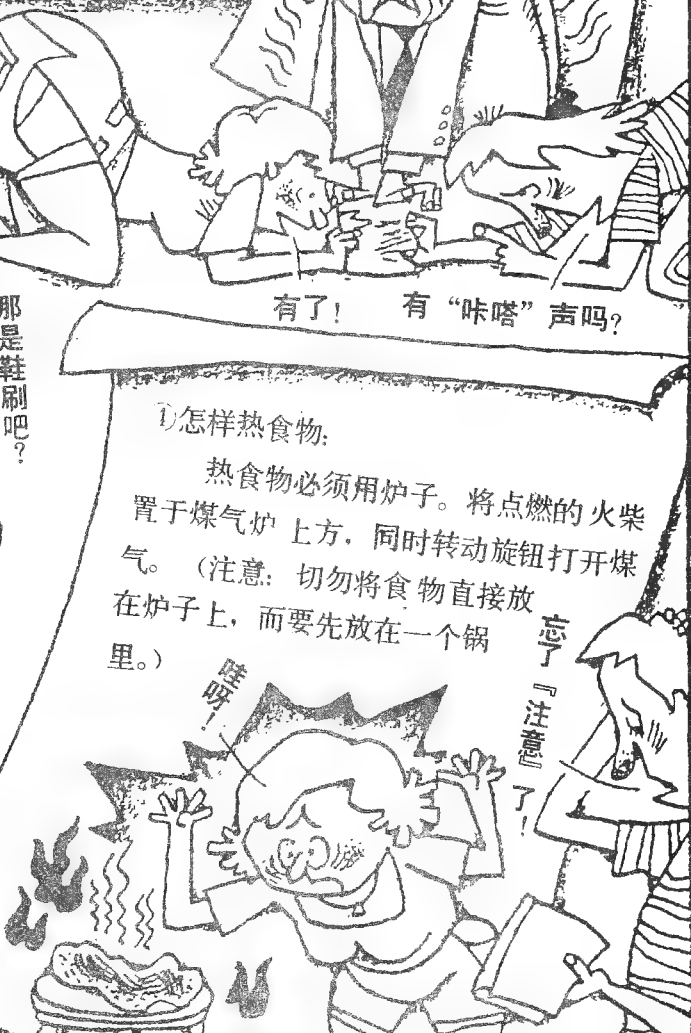 有了！
有“咔嗒”声吗？
那是鞋刷吧？
①怎样热食物：
热食物必须用炉子。将点燃的火柴
置于煤气炉上方，同时转动旋钮打开煤
气。（注意：切勿将食物直接放
在炉子上，而要先放在一个锅
里。）
哇呀！
忘了『注意』了！